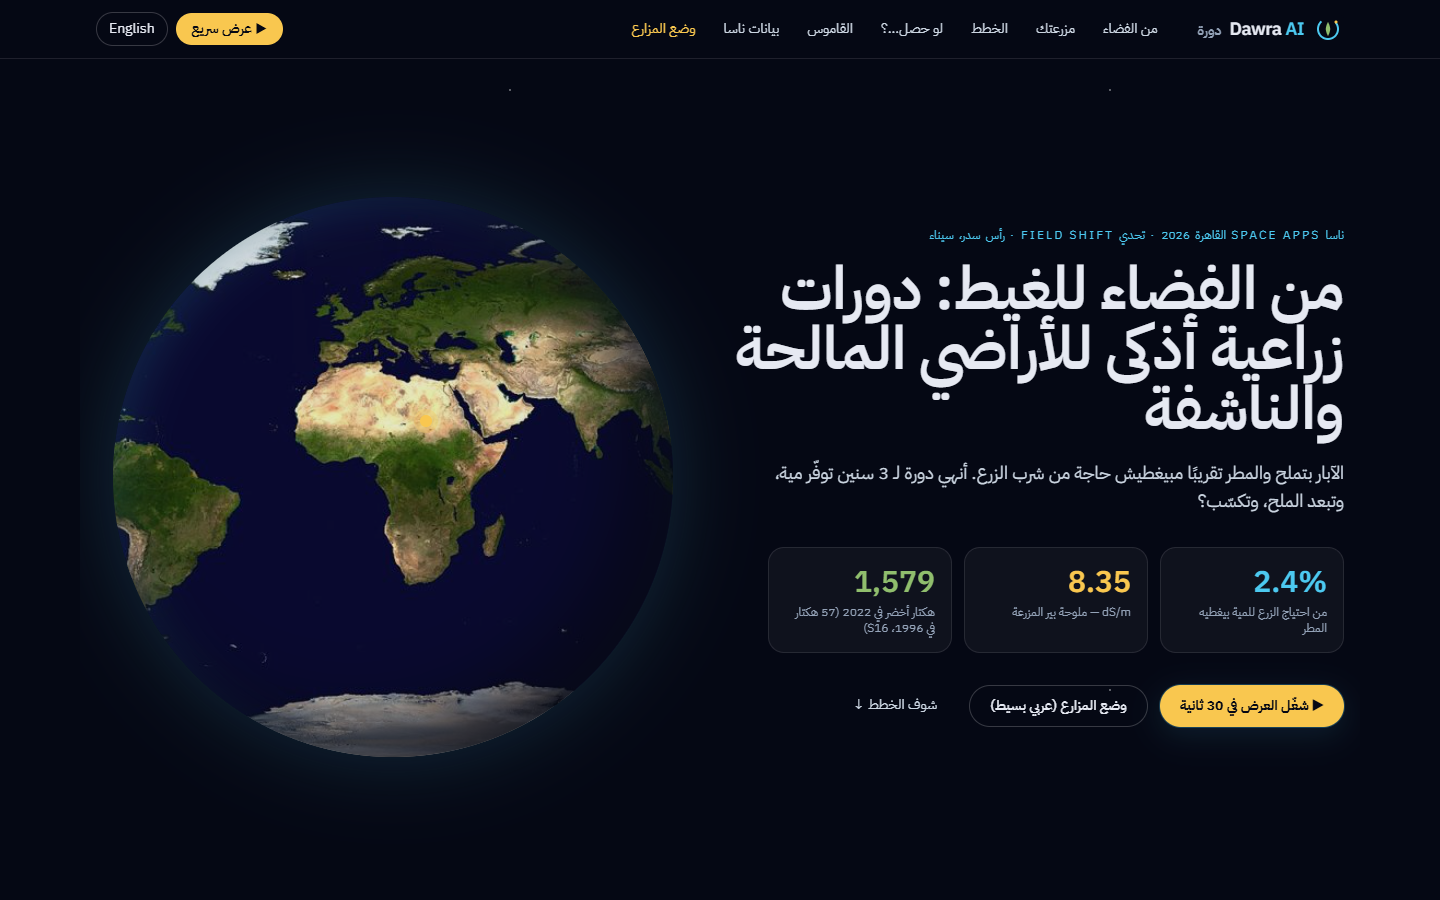 Dawra AI دورة
من الفضاء
مزرعتك
الخطط
لو حصل...؟
القاموس
بيانات ناسا
وضع المزارع
▶ عرض سريع
English
ناسا SPACE APPS القاهرة 2026 · تحدي FIELD SHIFT · رأس سدر، سيناء
من الفضاء للغيط: دورات
زراعية أذكى للأراضي المالحة
والناشفة
الآبار بتملح والمطر تقريبًا مبيغطيش حاجة من شرب الزرع. أنهي دورة لـ 3 سنين توفّر مية،
وتبعد الملح، وتكسّب؟
2.4%
من احتياج الزرع للمية بيغطيه
المطر
8.35
dS/m — ملوحة بير المزرعة
1,579
هكتار أخضر في 2022 (57 هكتار
في 1996، S16)
▶ شغّل العرض في 30 ثانية
وضع المزارع (عربي بسيط)
شوف الخطط ↓